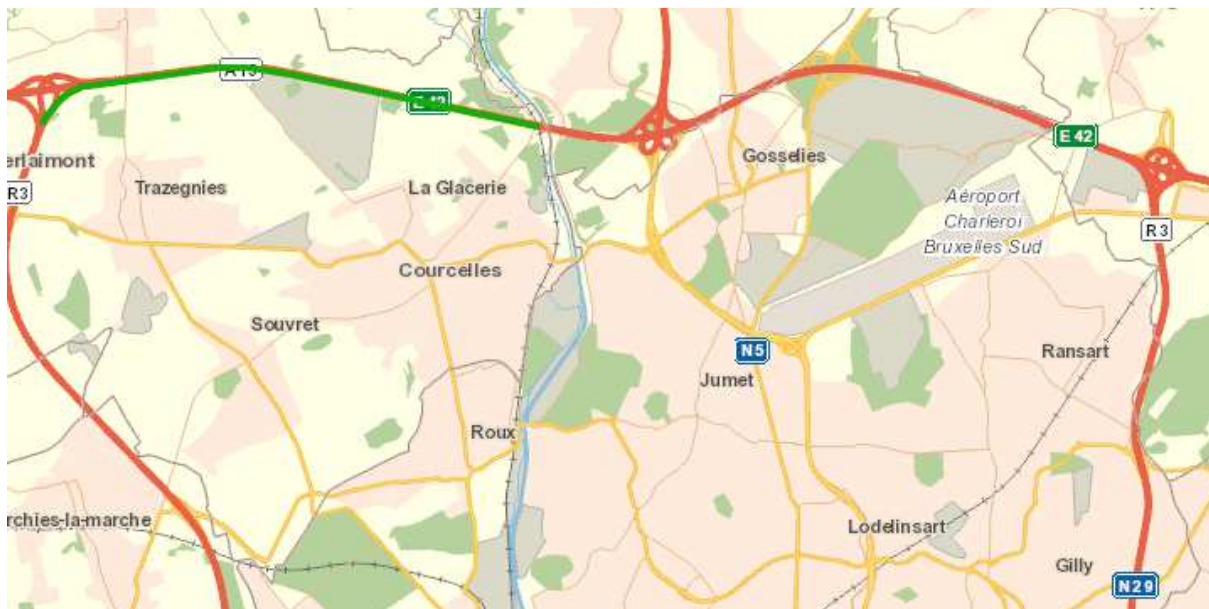 A15
E 42
E 42
Gosselies
erlaimont
Trazegnies
La Glacerie
R3
Aéroport
Charleroi
Bruxelles Sud
R3
Courcelles
Souvret
N5
Ransart
Jumet
Roux
rchies-la-marche
Lodelinsart
Gilly
N29